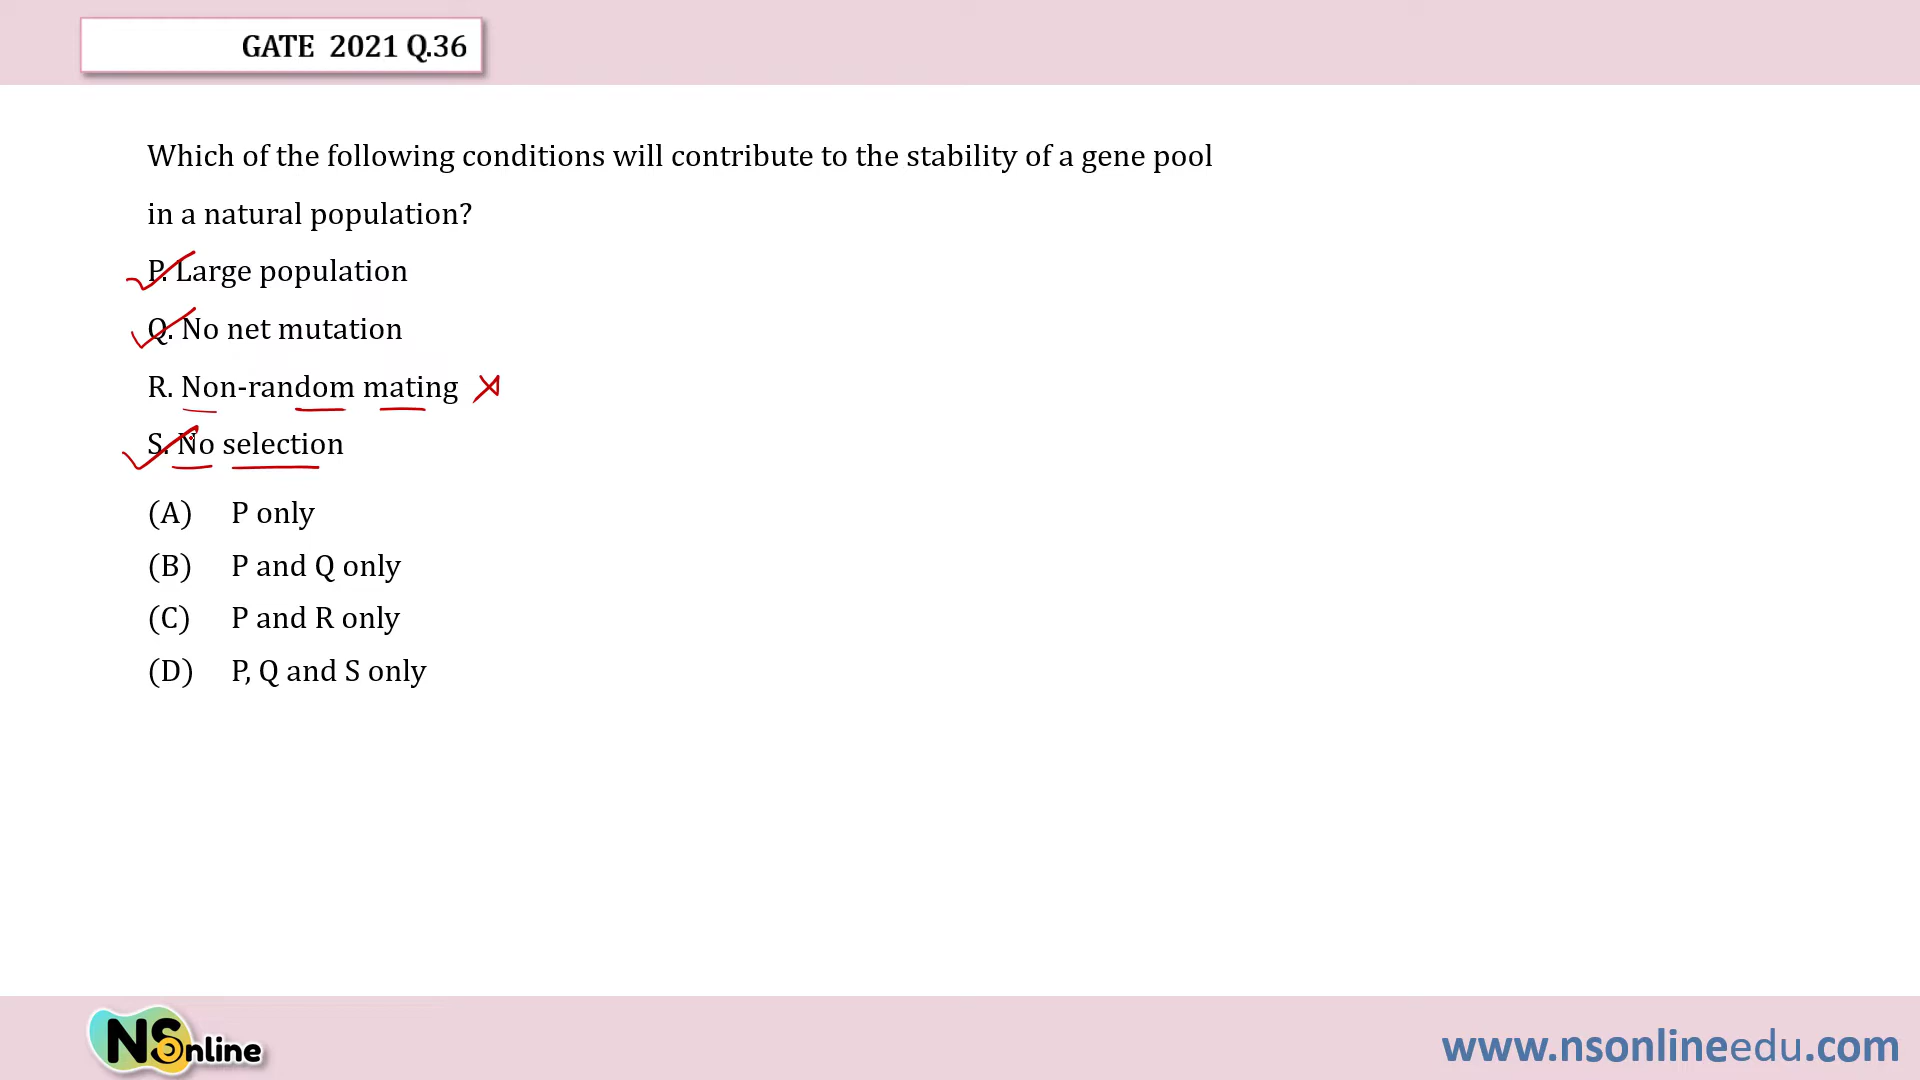 GATE 2021 Q.36
Which of the following conditions will contribute to the stability of a gene pool
in a natural population?
P. Large population
Q. No net mutation
R. Non-random mating
S. No selection
(A) P only
(B) P and Q only
(C) P and R only
(D) P, Q and S only
NSOnline
www.nsonlineedu.com